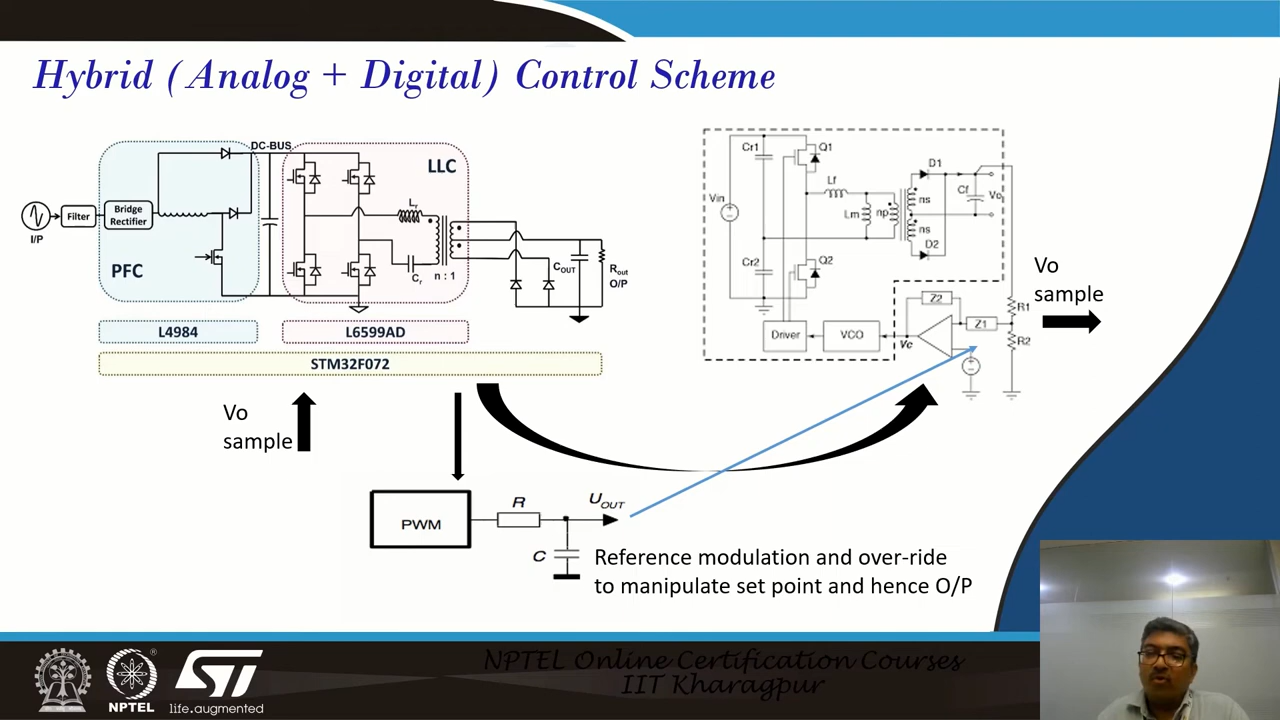 Hybrid (Analog + Digital) Control Scheme
DC-BUS
LLC
I/P
Filter
Bridge
Rectifier
PFC
Lr
Cr
n : 1
COUT
Rout
O/P
L4984
L6599AD
STM32F072
Vo
sample
PWM
R
C
UOUT
Reference modulation and over-ride
to manipulate set point and hence O/P
Cr1
Q1
Vin
Lf
Lm
np
ns
ns
D1
D2
Cf
Vo
Cr2
Q2
Driver
VCO
Vc
Z2
Z1
R1
R2
Vo
sample
NPTEL
life.augmented
NPTEL Online Certification Courses
IIT Kharagpur